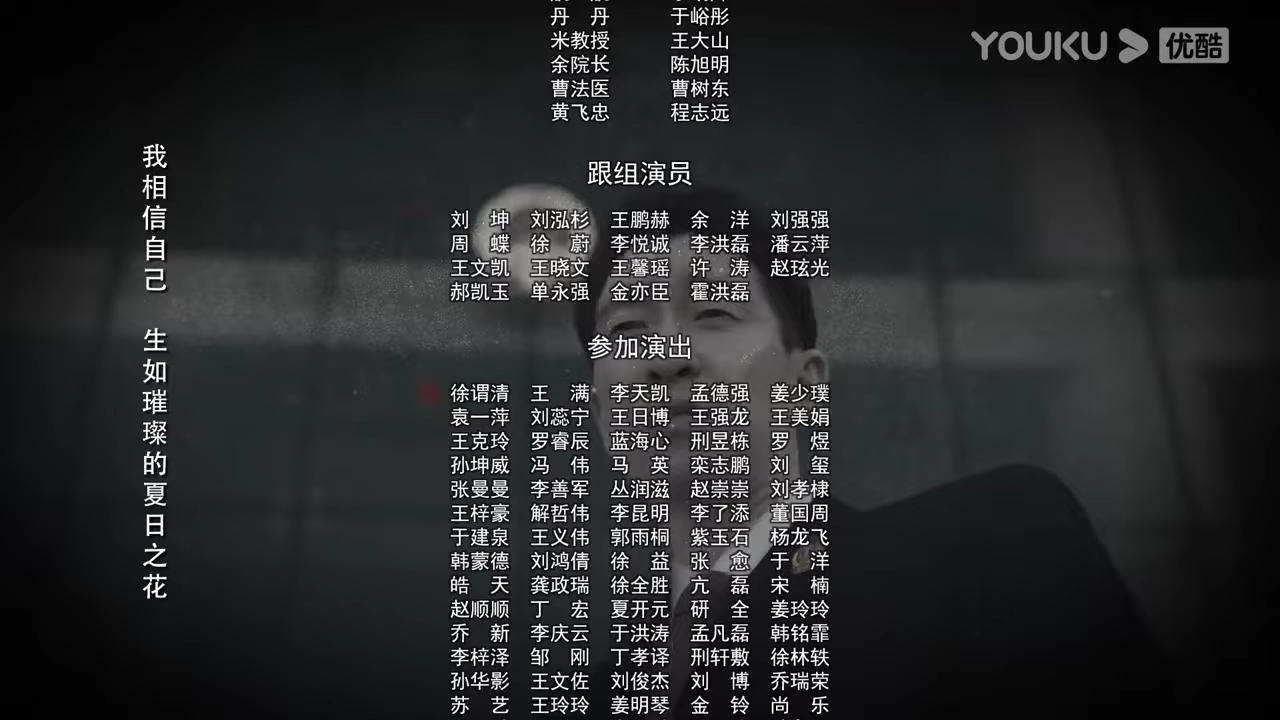 丹 丹 于峪彤
米教授 王大山
余院长 陈旭明
曹法医 曹树东
黄飞忠 程志远
YOUKU 优酷
我相信自己 生如璀璨的夏日之花
跟组演员
刘 坤 刘泓杉 王鹏赫 余 洋 刘强强
周 蝶 徐 蔚 李悦诚 李洪磊 潘云萍
王文凯 王晓文 王馨瑶 许 涛 赵玹光
郝凯玉 单永强 金亦臣 霍洪磊
参加演出
徐谓清 王 满 李天凯 孟德强 姜少璞
袁一萍 刘蕊宁 王日博 王强龙 王美娟
王克玲 罗睿辰 蓝海心 刑昱栋 罗 煜
孙坤威 冯 伟 马 英 栾志鹏 刘 玺
张曼曼 李善军 丛润滋 赵崇崇 刘孝棣
王梓豪 解哲伟 李昆明 李了添 董国周
于建泉 王义伟 郭雨桐 紫玉石 杨龙飞
韩蒙德 刘鸿倩 徐 益 张 愈 于 洋
皓 天 龚政瑞 徐全胜 亢 磊 宋 楠
赵顺顺 丁 宏 夏开元 研 全 姜玲玲
乔 新 李庆云 于洪涛 孟凡磊 韩铭霏
李梓泽 邹 刚 丁孝译 刑轩敷 徐林轶
孙华影 王文佐 刘俊杰 刘 博 乔瑞荣
苏 艺 王玲玲 姜明琴 金 铃 尚 乐